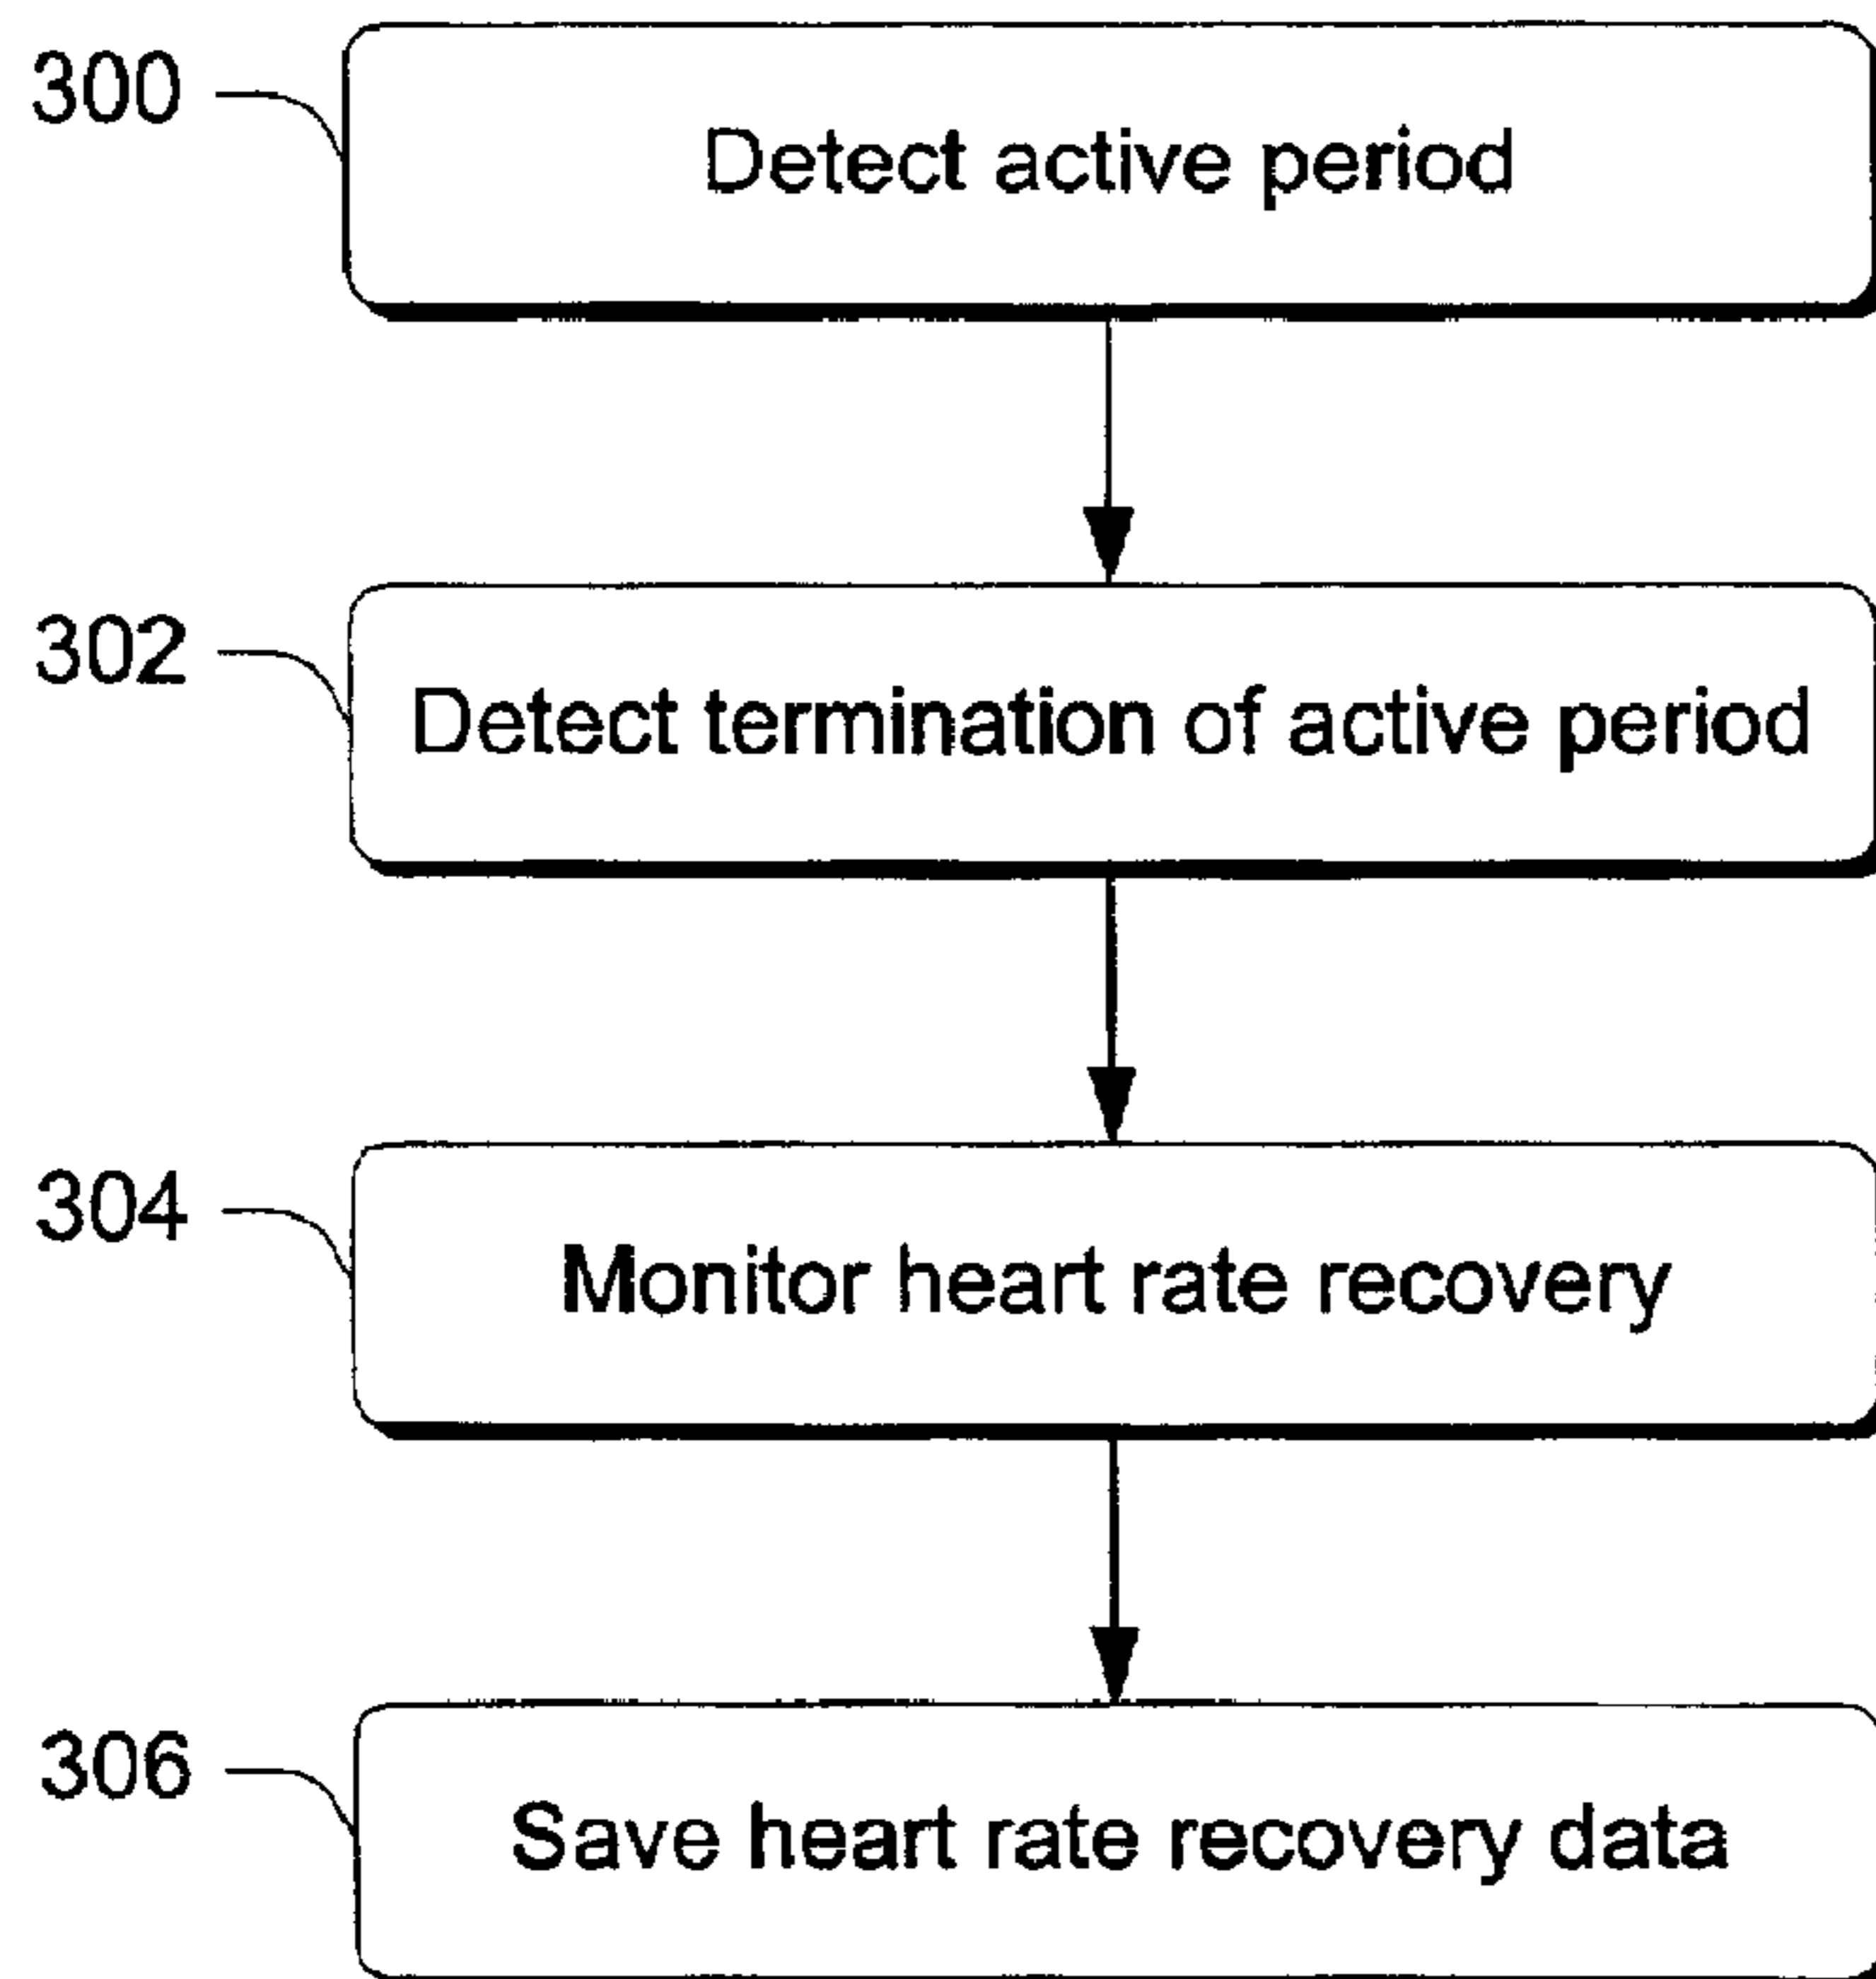 300
Detect active period
302
Detect termination of active period
304
Monitor heart rate recovery
306
Save heart rate recovery data